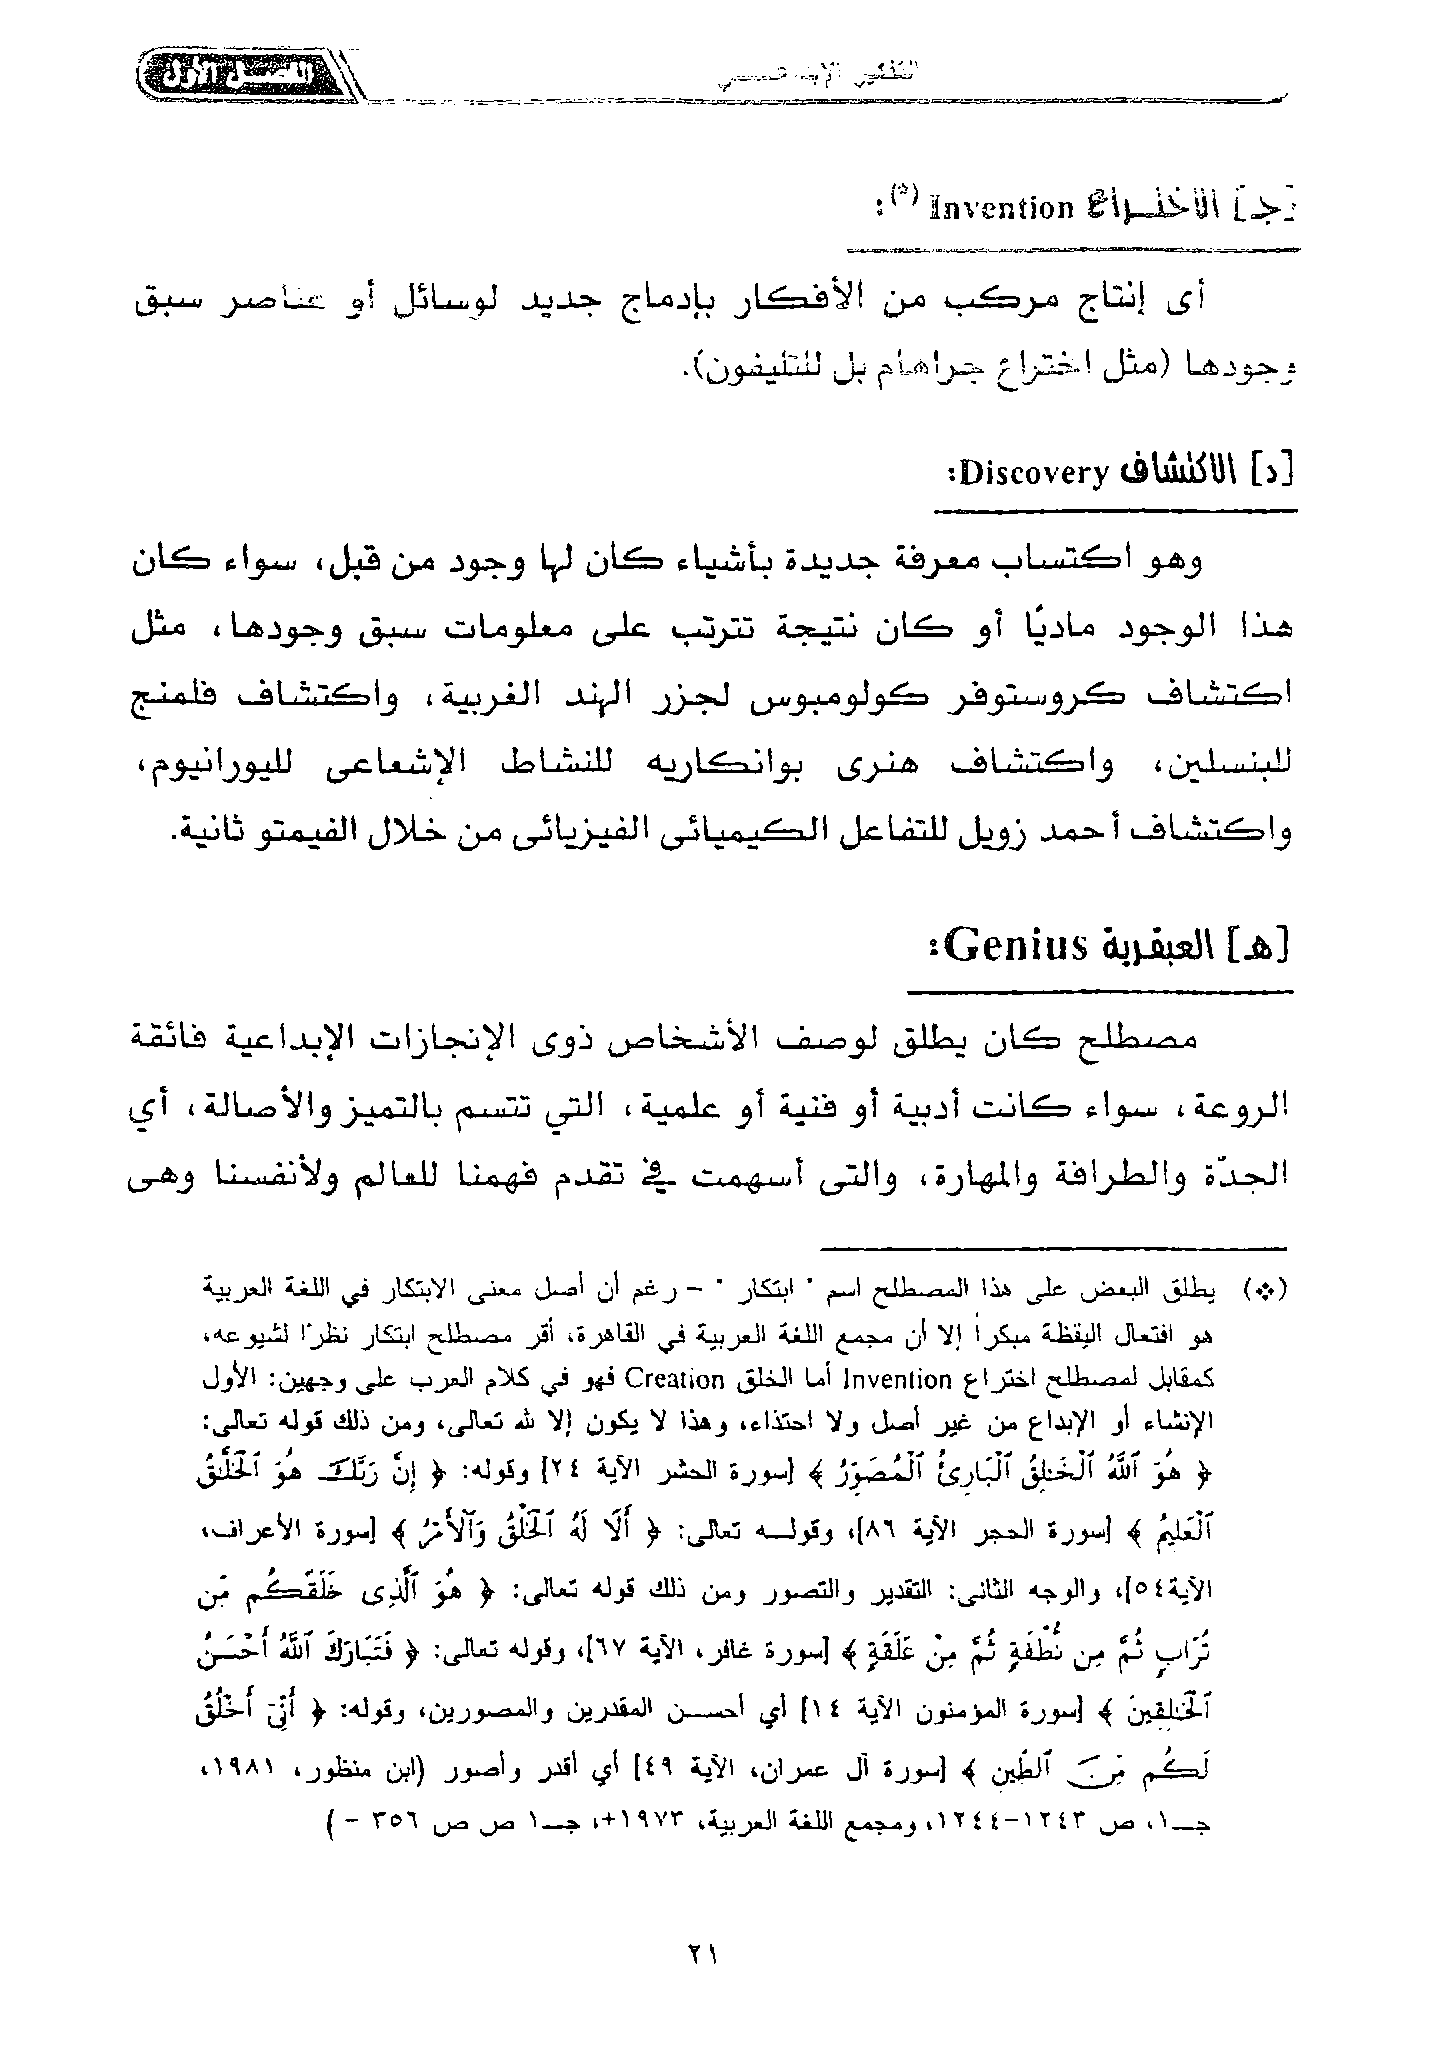 الفصل الأول
التفكير الإبداعــــي
[جـ] الاختراع Invention (*):
أى إنتاج مركب من الأفكار بإدماج جديد لوسائل أو عناصر سبق
وجودها (مثل اختراع جراهام بل للتليفون).
[د] الاكتشاف Discovery:
وهو اكتساب معرفة جديدة بأشياء كان لها وجود من قبل، سواء كان
هذا الوجود ماديًا أو كان نتيجة تترتب على معلومات سبق وجودها، مثل
اكتشاف كروستوفر كولومبوس لجزر الهند الغربية، واكتشاف فلمنج
للبنسلين، واكتشاف هنرى بوانكاريه للنشاط الإشعاعى لليورانيوم،
واكتشاف أحمد زويل للتفاعل الكيميائى الفيزيائى من خلال الفيمتو ثانية.
[هـ] العبقرية Genius:
مصطلح كان يطلق لوصف الأشخاص ذوى الإنجازات الإبداعية فائقة
الروعة، سواء كانت أدبية أو فنية أو علمية، التي تتسم بالتميز والأصالة، أي
الجدّة والطرافة والمهارة، والتى أسهمت في تقدم فهمنا للعالم ولأنفسنا وهى
(*) يطلق البعض على هذا المصطلح اسم " ابتكار " – رغم أن أصل معنى الابتكار في اللغة العربية
هو افتعال اليقظة مبكراً إلا أن مجمع اللغة العربية في القاهرة، أقر مصطلح ابتكار نظرًا لشيوعه،
كمقابل لمصطلح اختراع Invention أما الخلق Creation فهو في كلام العرب على وجهين: الأول
الإنشاء أو الإبداع من غير أصل ولا احتذاء، وهذا لا يكون إلا لله تعالى، ومن ذلك قوله تعالى:
﴿ هُوَ ٱللَّهُ ٱلْخَـٰلِقُ ٱلْبَارِئُ ٱلْمُصَوِّرُ ﴾ [سورة الحشر الآية ٢٤] وقوله: ﴿ إِنَّ رَبَّكَ هُوَ ٱلْخَلَّـٰقُ
ٱلْعَلِيمُ ﴾ [سورة الحجر الآية ٨٦]، وقولـــه تعالى: ﴿ أَلَا لَهُ ٱلْخَلْقُ وَٱلْأَمْرُ ﴾ [سورة الأعراف،
الآية٥٤]، والوجه الثانى: التقدير والتصور ومن ذلك قوله تعالى: ﴿ هُوَ ٱلَّذِى خَلَقَكُم مِّن
تُرَابٍ ثُمَّ مِن نُّطْفَةٍ ثُمَّ مِنْ عَلَقَةٍ ﴾ [سورة غافر، الآية ٦٧]، وقوله تعالى: ﴿ فَتَبَارَكَ ٱللَّهُ أَحْسَنُ
ٱلْخَـٰلِقِينَ ﴾ [سورة المؤمنون الآية ١٤] أي أحسـن المقدرين والمصورين، وقوله: ﴿ أَنِّىٓ أَخْلُقُ
لَكُم مِّنَ ٱلطِّينِ ﴾ [سورة آل عمران، الآية ٤٩] أي أقدر وأصور (ابن منظور، ١٩٨١،
جــ١، ص ١٢٤٣–١٢٤٤، ومجمع اللغة العربية، ١٩٧٣+، جــ١ ص ص ٣٥٦ – )
٢١